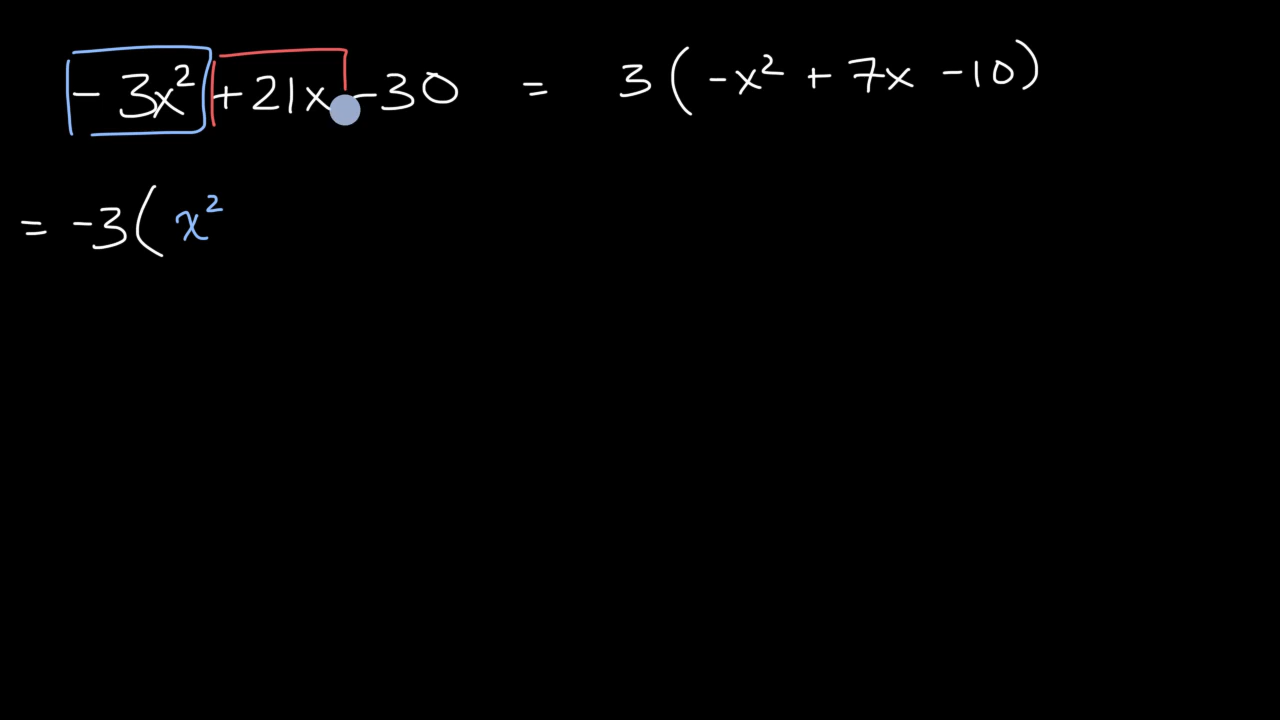 -3x² +21x -30 = 3(-x² + 7x -10)
= -3( x²